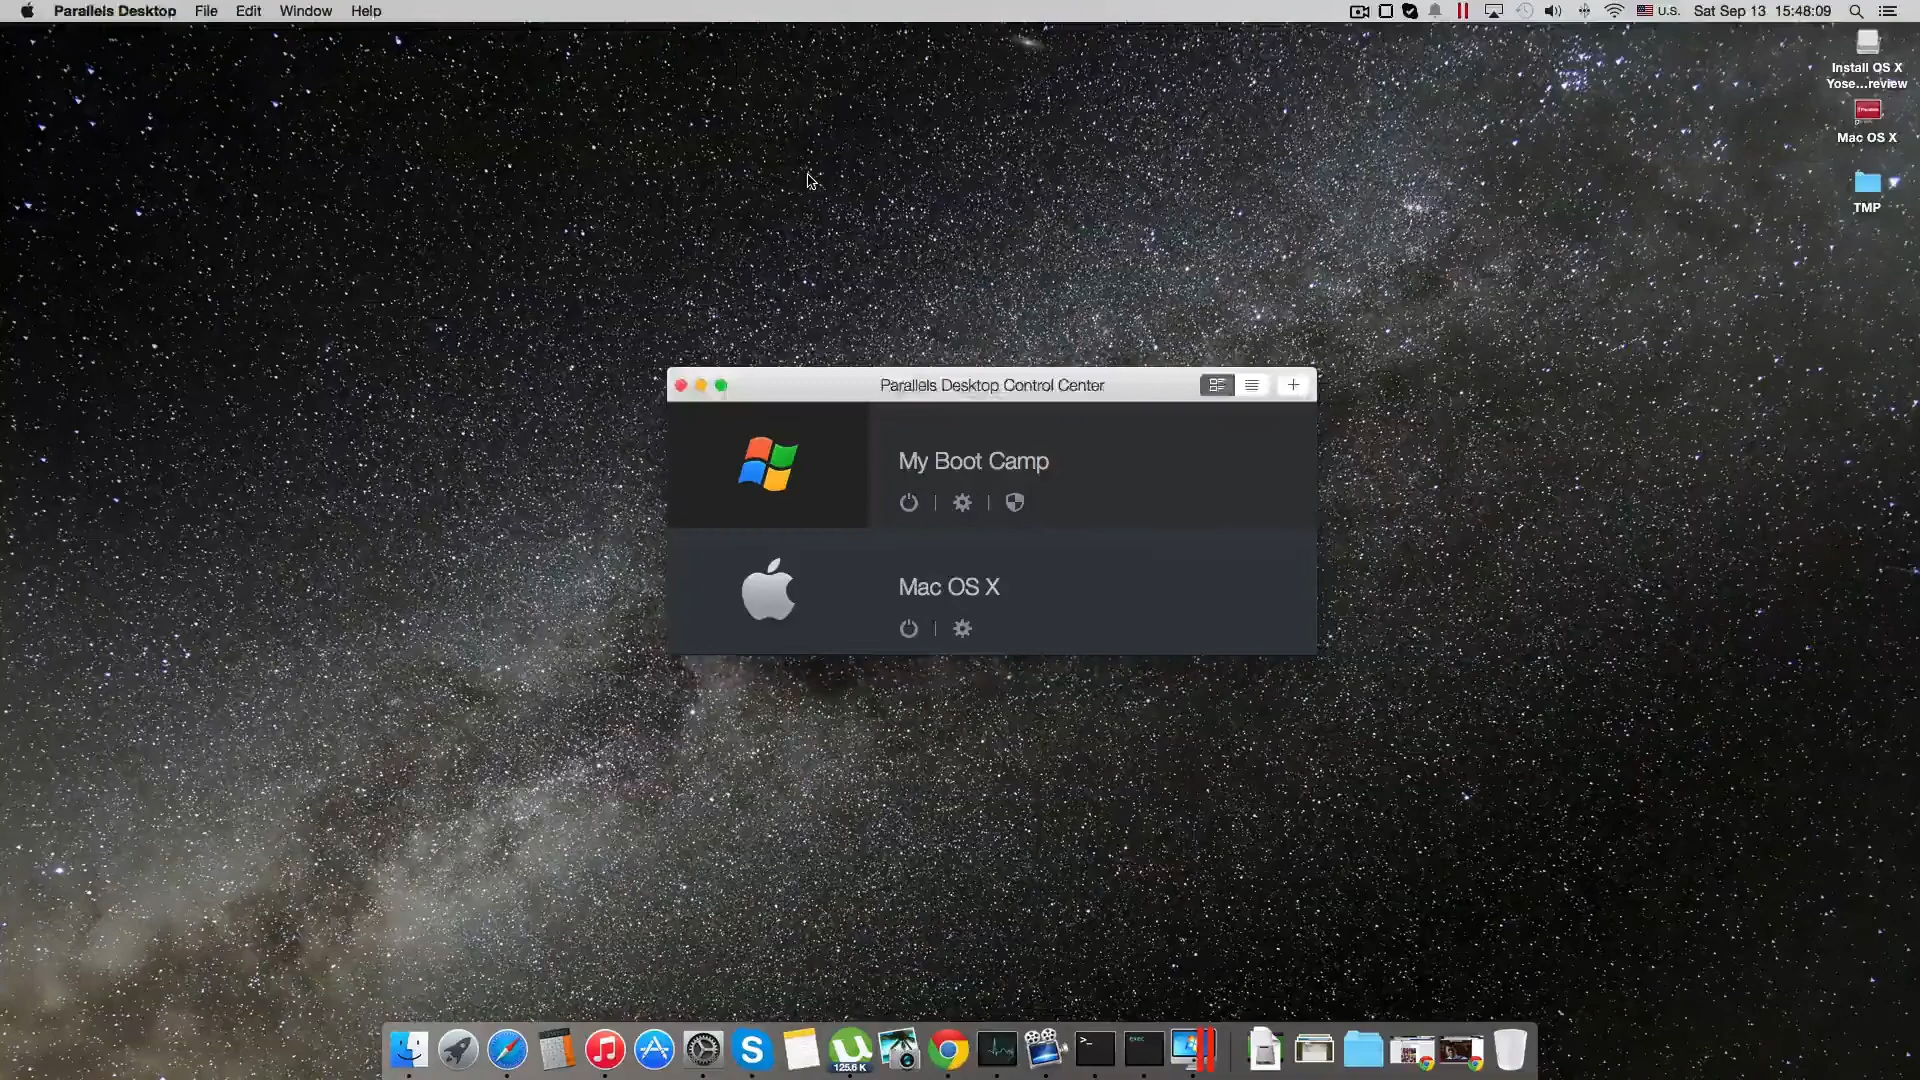 Parallels Desktop File Edit Window Help U.S. Sat Sep 13 15:48:09
Install OS X
Yose...review
Mac OS X
TMP
Parallels Desktop Control Center
My Boot Camp
Mac OS X
125.6 K